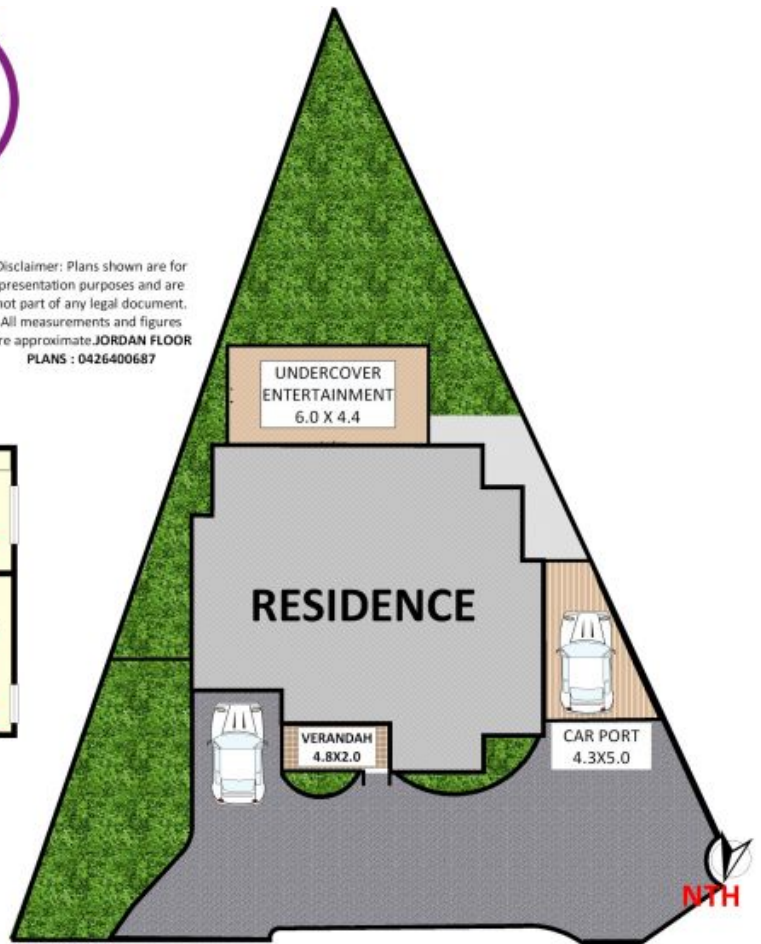 Disclaimer: Plans shown are for
presentation purposes and are
not part of any legal document.
All measurements and figures
re approximate.JORDAN FLOOR
PLANS : 0426400687
UNDERCOVER
ENTERTAINMENT
6.0 X 4.4
RESIDENCE
VERANDAH
4.8X2.0
CAR PORT
4.3X5.0
NTH